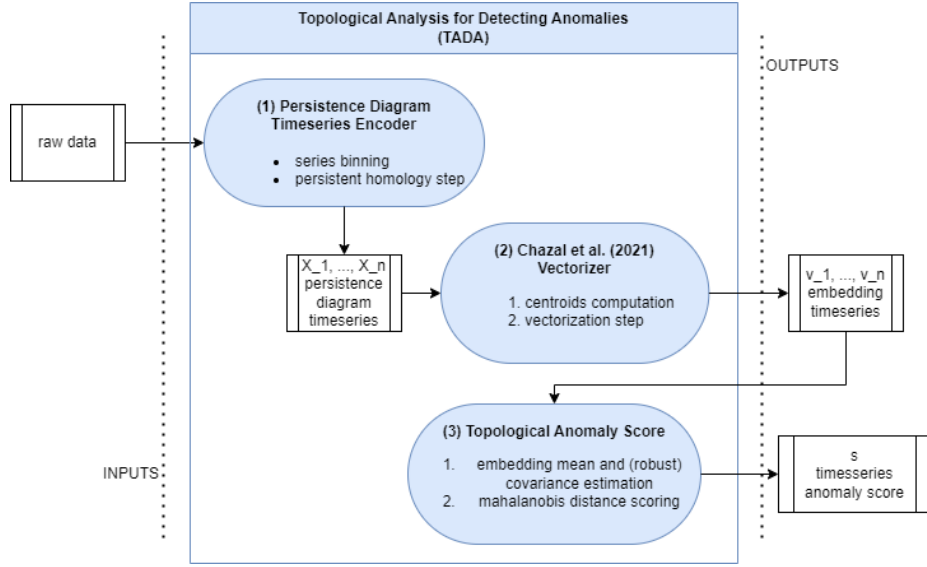 Topological Analysis for Detecting Anomalies
(TADA)
OUTPUTS
(1) Persistence Diagram
Timeseries Encoder
• series binning
• persistent homology step
raw data
(2) Chazal et al. (2021)
Vectorizer
1. centroids computation
2. vectorization step
X_1, ..., X_n
persistence
diagram
timeseries
v_1, ..., v_n
embedding
timeseries
(3) Topological Anomaly Score
1. embedding mean and (robust)
covariance estimation
2. mahalanobis distance scoring
INPUTS
s
timesseries
anomaly score